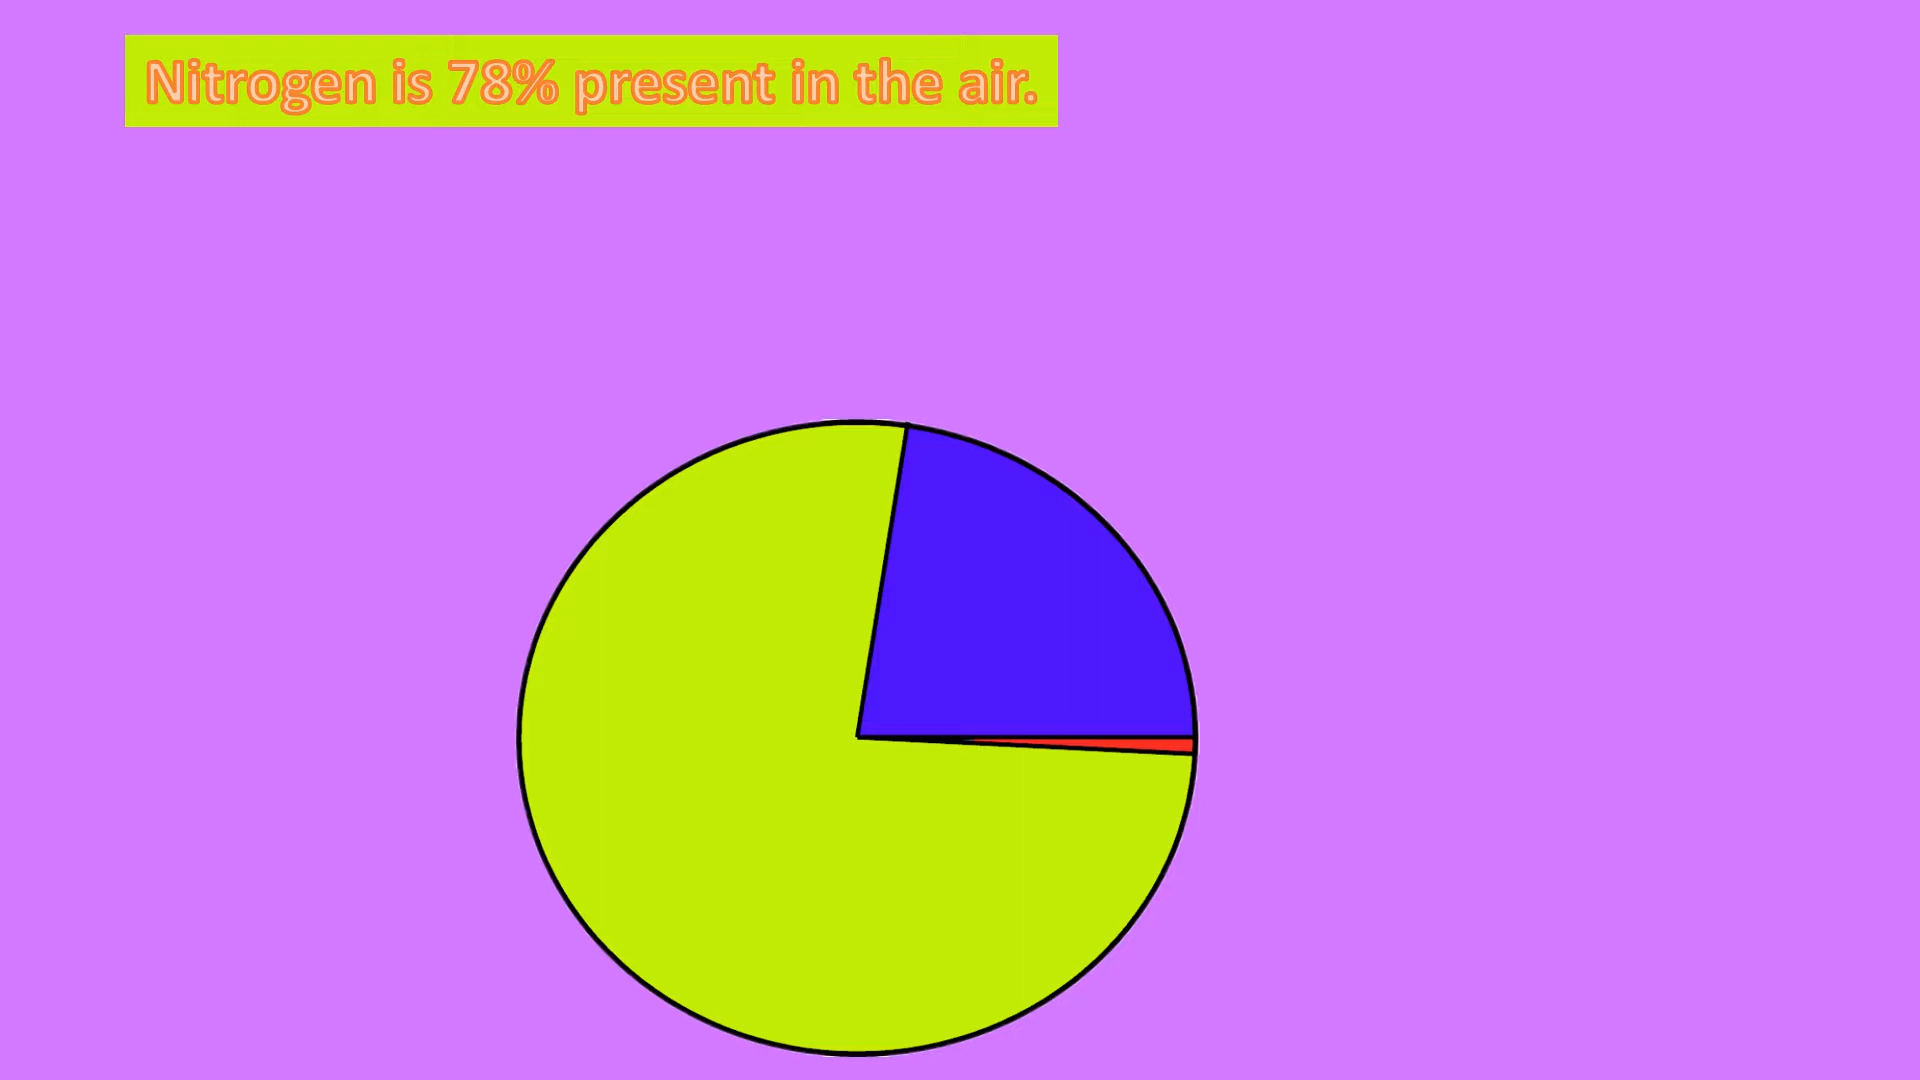 Nitrogen is 78% present in the air.